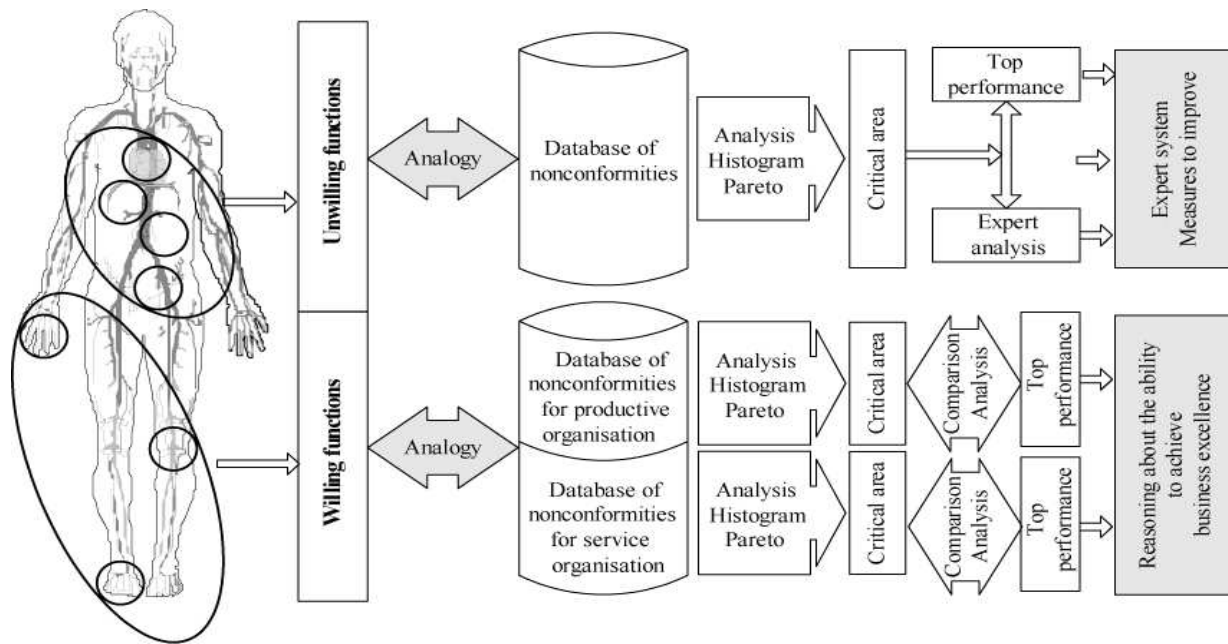 Unwilling functions
Analogy
Database of
nonconformities
Analysis
Histogram
Pareto
Critical area
Top
performance
Expert
analysis
Expert system
Measures to improve
Willing functions
Analogy
Database of
nonconformities
for productive
organisation
Analysis
Histogram
Pareto
Critical area
Comparison
Analysis
Top
performance
Database of
nonconformities
for service
organisation
Analysis
Histogram
Pareto
Critical area
Comparison
Analysis
Top
performance
Reasoning about the ability
to achieve
business excellence